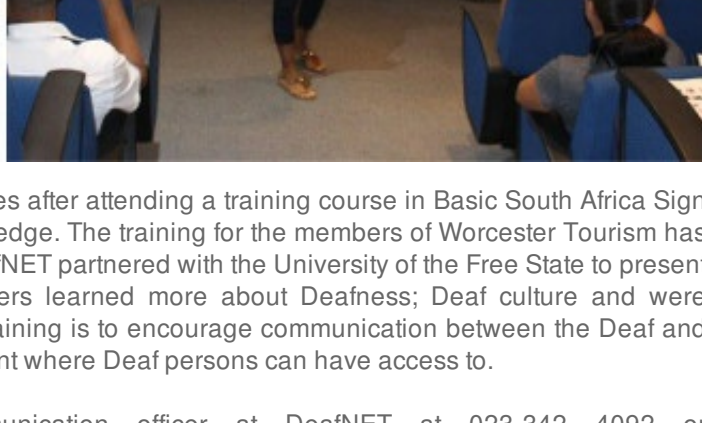 es after attending a training course in Basic South Africa Sign
edge. The training for the members of Worcester Tourism has
fNET partnered with the University of the Free State to present
ers learned more about Deafness; Deaf culture and were
aining is to encourage communication between the Deaf and
nt where Deaf persons can have access to.
unication officer at DeafNET at 023-342 4092 or